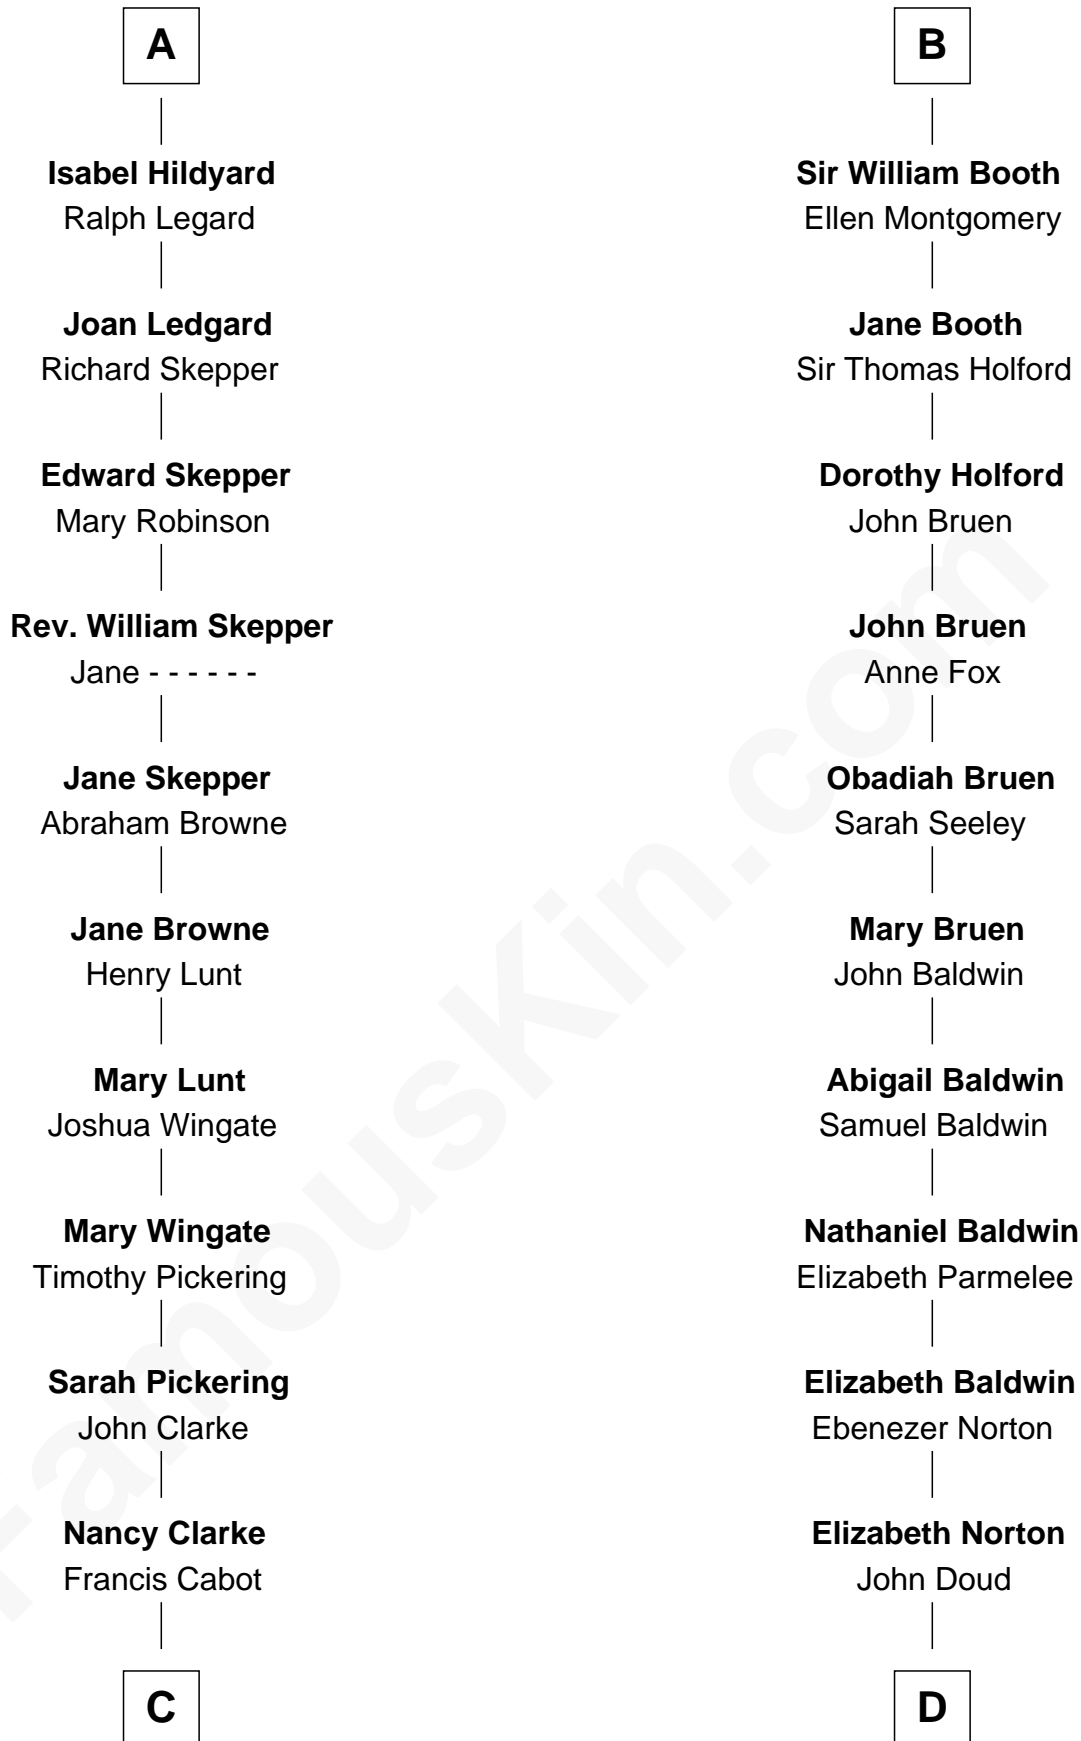 A
Isabel Hildyard
Ralph Legard
Joan Ledgard
Richard Skepper
Edward Skepper
Mary Robinson
Rev. William Skepper
Jane - - - - - -
Jane Skepper
Abraham Browne
Jane Browne
Henry Lunt
Mary Lunt
Joshua Wingate
Mary Wingate
Timothy Pickering
Sarah Pickering
John Clarke
Nancy Clarke
Francis Cabot
C
B
Sir William Booth
Ellen Montgomery
Jane Booth
Sir Thomas Holford
Dorothy Holford
John Bruen
John Bruen
Anne Fox
Obadiah Bruen
Sarah Seeley
Mary Bruen
John Baldwin
Abigail Baldwin
Samuel Baldwin
Nathaniel Baldwin
Elizabeth Parmelee
Elizabeth Baldwin
Ebenezer Norton
Elizabeth Norton
John Doud
D
FamousKin.com